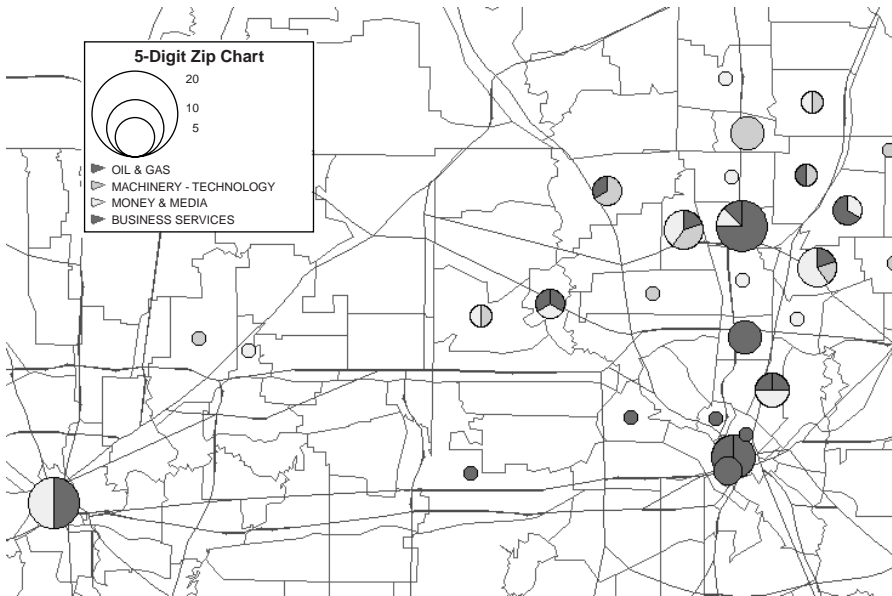 5-Digit Zip Chart
20
10
5
OIL & GAS
MACHINERY - TECHNOLOGY
MONEY & MEDIA
BUSINESS SERVICES